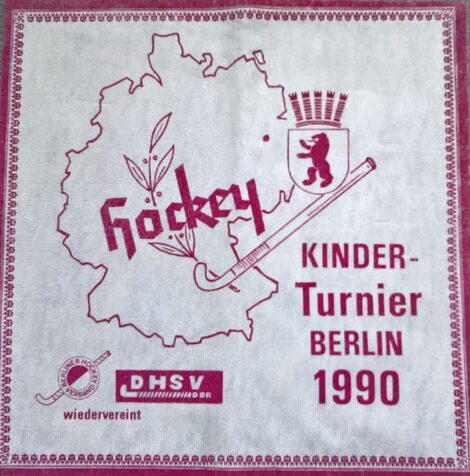 hockey
KINDER-
Turnier
BERLIN
1990
BERLINER HOCKEY
VERBAND
DHSV
DDR
wiedervereint